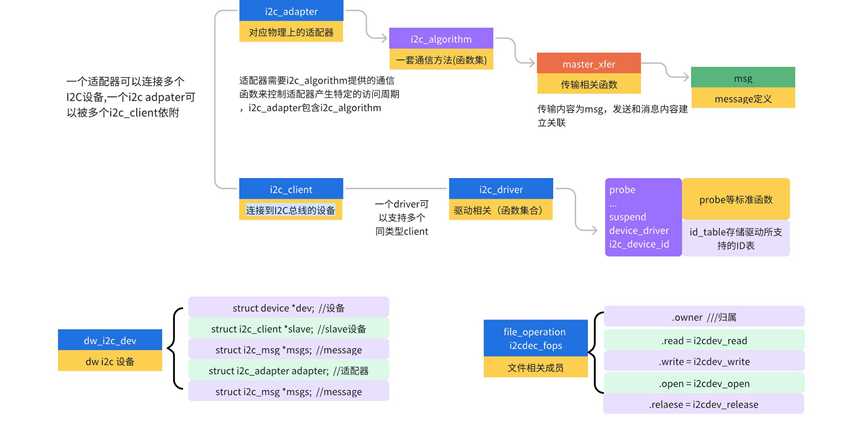 i2c_adapter
对应物理上的适配器
i2c_algorithm
一套通信方法(函数集)
master_xfer
传输相关函数
msg
message定义
一个适配器可以连接多个
I2C设备,一个i2c adpater可
以被多个i2c_client依附
适配器需要i2c_algorithm提供的通信
函数来控制适配器产生特定的访问周期
，i2c_adapter包含i2c_algorithm
传输内容为msg，发送和消息内容建
立关联
i2c_client
连接到I2C总线的设备
一个driver可
以支持多个
同类型client
i2c_driver
驱动相关（函数集合）
probe
...
suspend
device_driver
i2c_device_id
probe等标准函数
id_table存储驱动所支
持的ID表
dw_i2c_dev
dw i2c 设备
struct device *dev; //设备
struct i2c_client *slave; //slave设备
struct i2c_msg *msgs; //message
struct i2c_adapter adapter; //适配器
struct i2c_msg *msgs; //message
file_operation
i2cdec_fops
文件相关成员
.owner ///归属
.read = i2cdev_read
.write = i2cdev_write
.open = i2cdev_open
.relaese = i2cdev_release